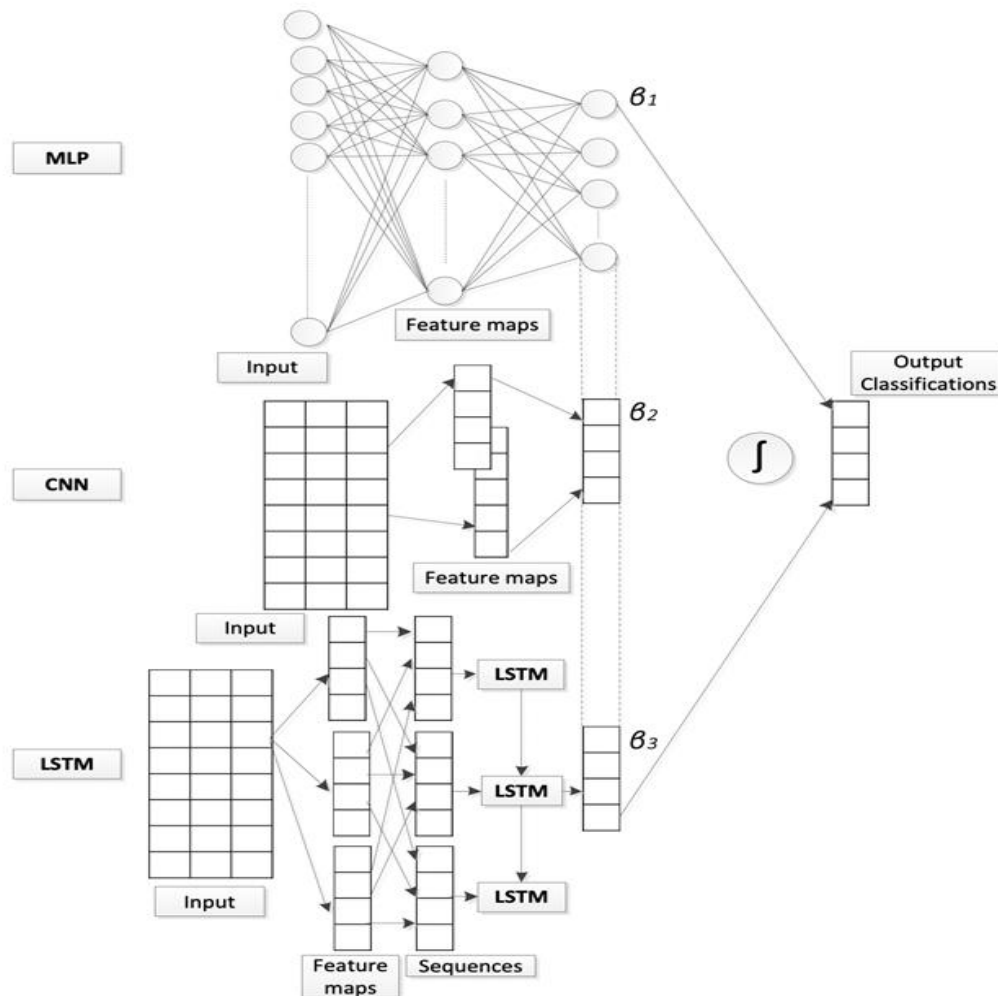 MLP
Feature maps
Input
β1
Output
Classifications
CNN
Feature maps
Input
β2
∫
LSTM
Input
Feature
maps
Sequences
LSTM
LSTM
LSTM
β3